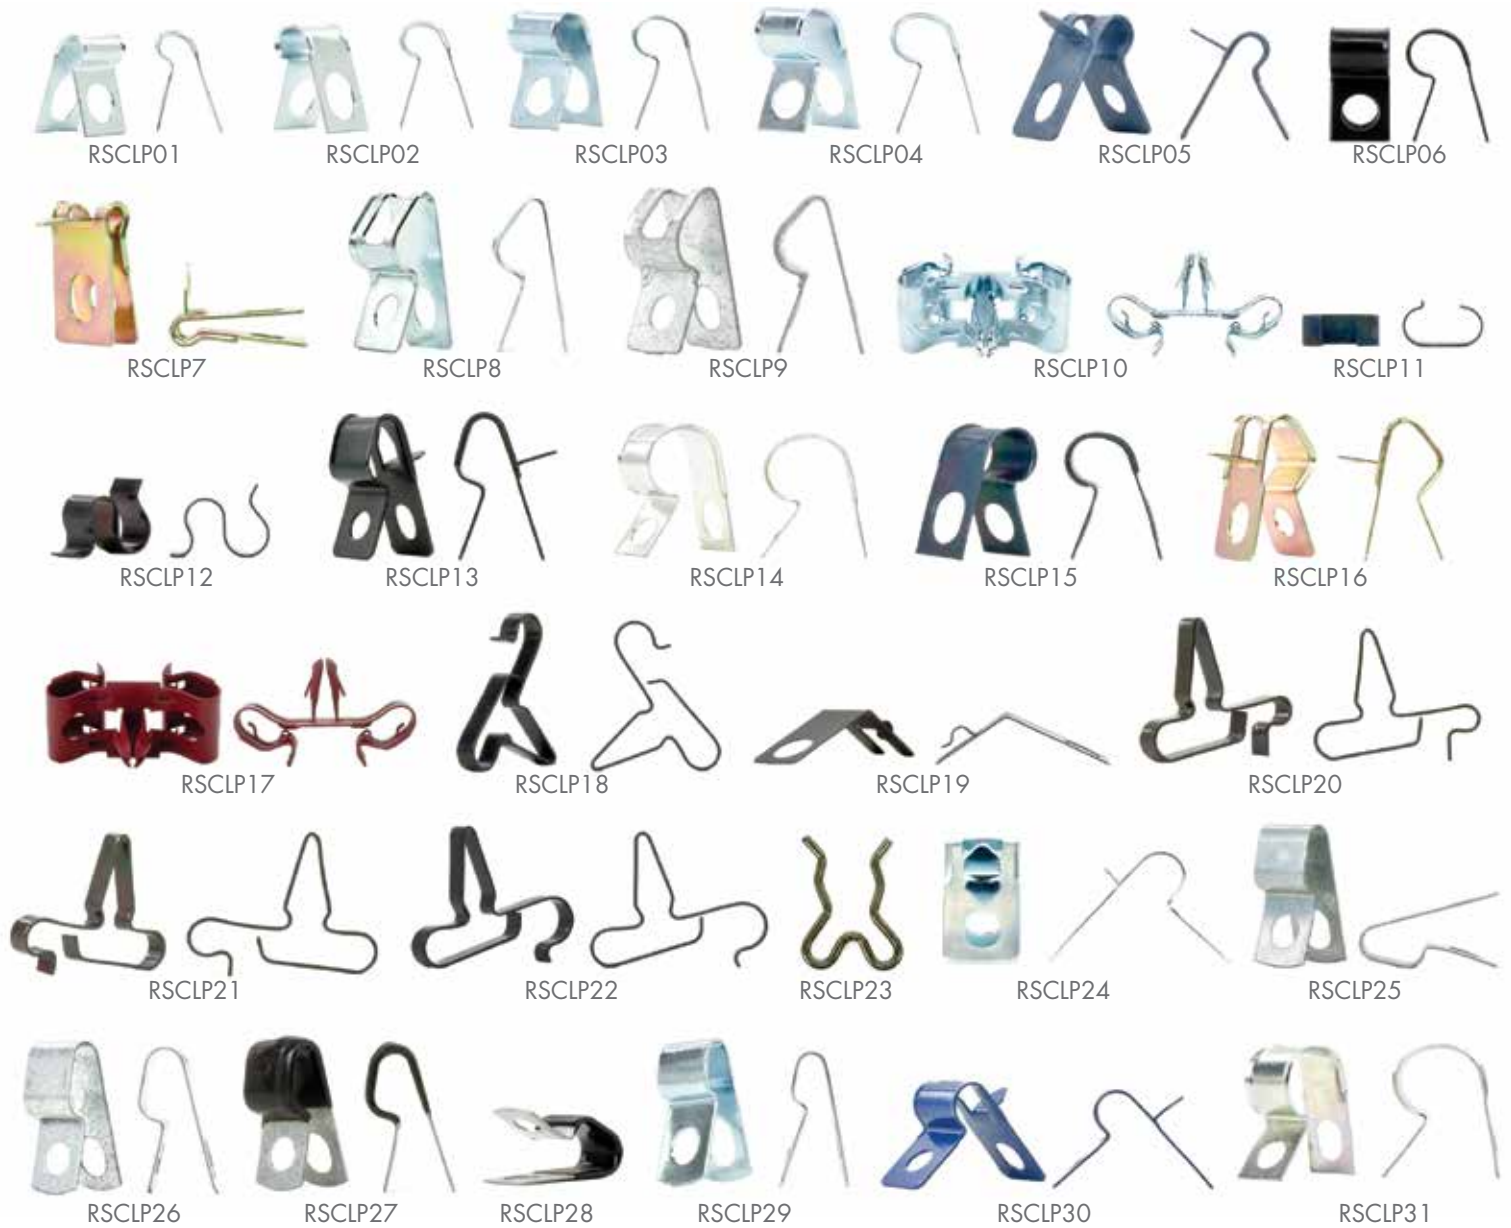 RSCLP01 RSCLP02 RSCLP03 RSCLP04 RSCLP05 RSCLP06
RSCLP7 RSCLP8 RSCLP9 RSCLP10 RSCLP11
RSCLP12 RSCLP13 RSCLP14 RSCLP15 RSCLP16
RSCLP17 RSCLP18 RSCLP19 RSCLP20
RSCLP21 RSCLP22 RSCLP23 RSCLP24 RSCLP25
RSCLP26 RSCLP27 RSCLP28 RSCLP29 RSCLP30 RSCLP31